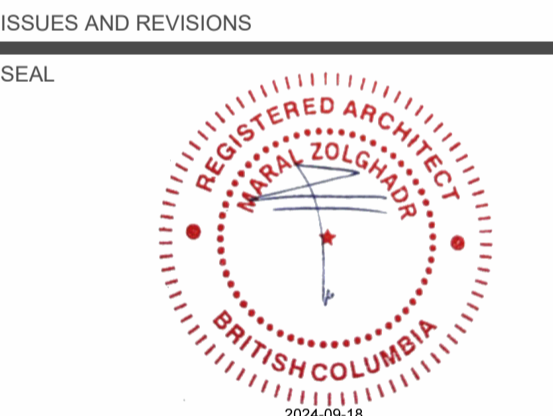 ISSUES AND REVISIONS
SEAL
REGISTERED ARCHITECT
MARAL ZOLGHADR
BRITISH COLUMBIA
2024-09-18